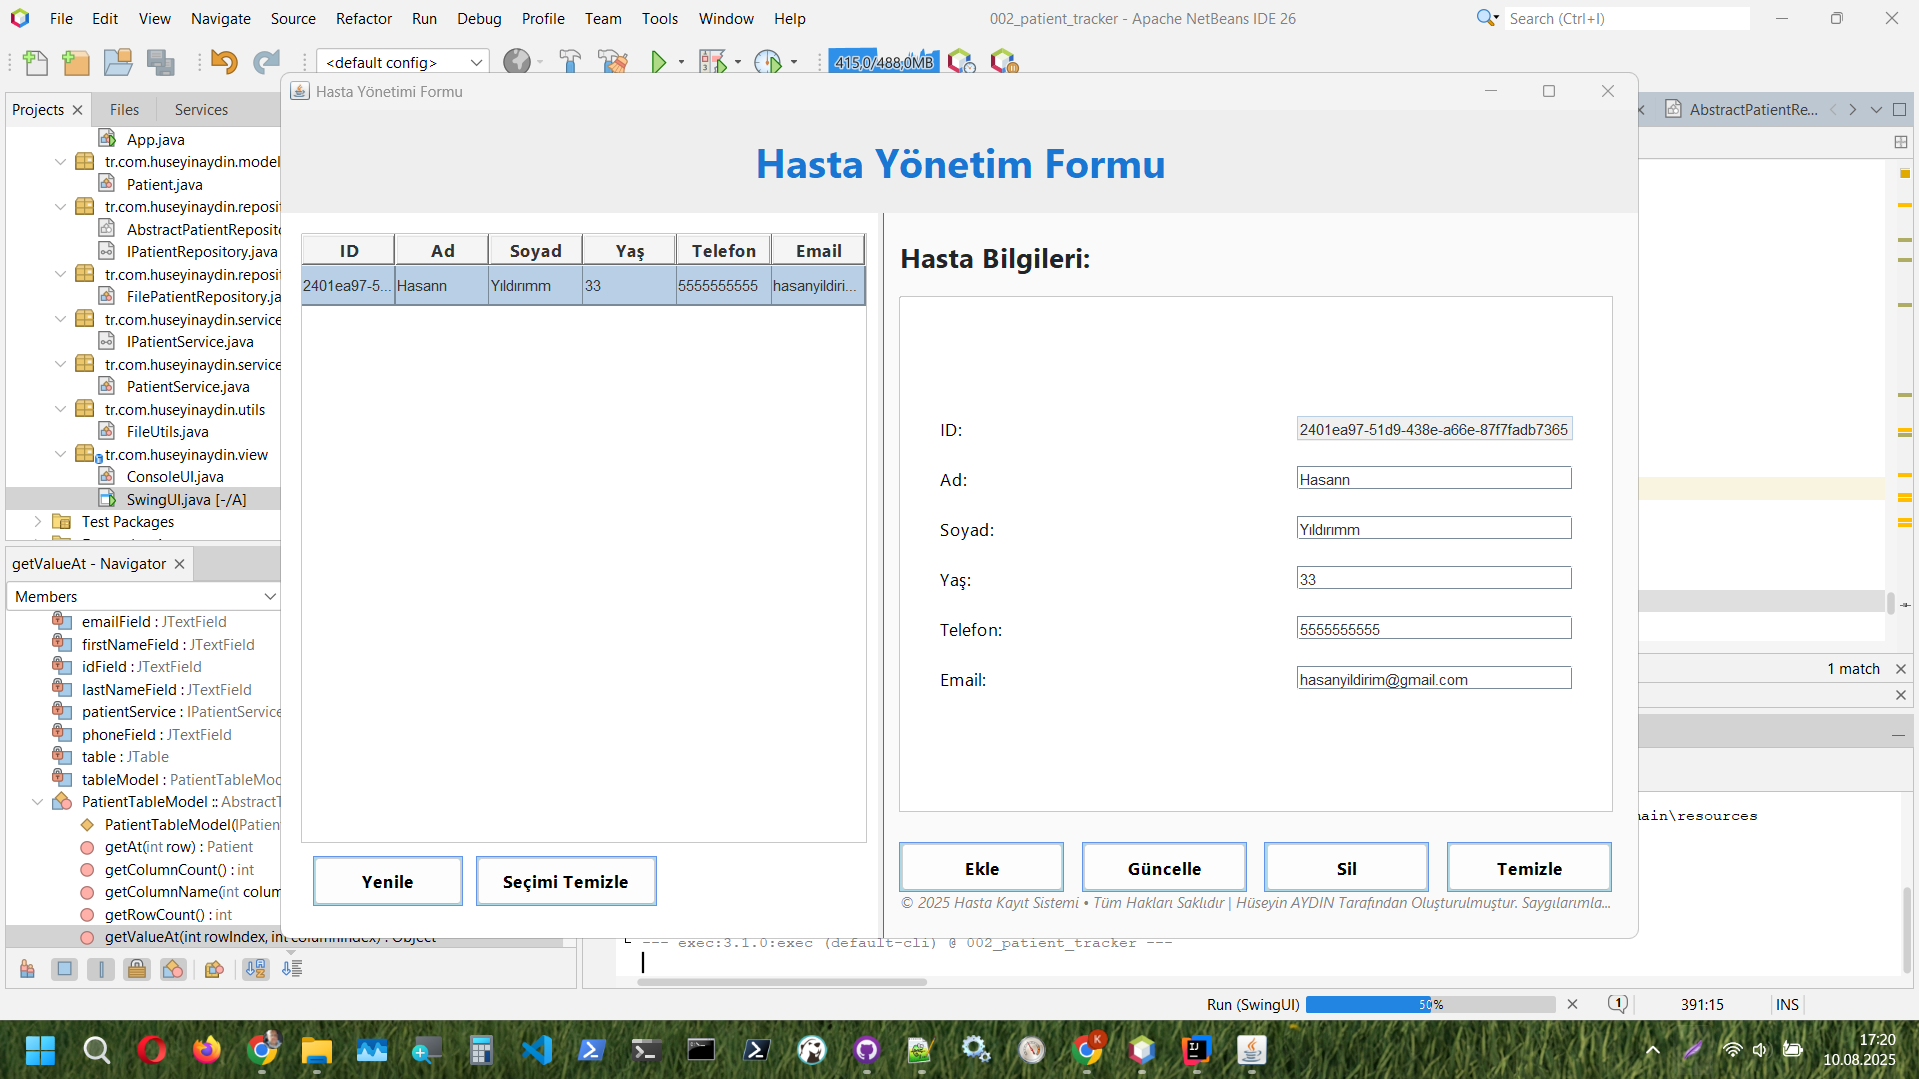 File Edit View Navigate Source Refactor Run Debug Profile Team Tools Window Help
002_patient_tracker - Apache NetBeans IDE 26
Search (Ctrl+I)
<default config>
415,0/488,0MB
Projects
Files
Services
App.java
tr.com.huseyinaydin.model
Patient.java
tr.com.huseyinaydin.reposit
AbstractPatientReposito
IPatientRepository.java
tr.com.huseyinaydin.reposit
FilePatientRepository.ja
tr.com.huseyinaydin.service
IPatientService.java
tr.com.huseyinaydin.service
PatientService.java
tr.com.huseyinaydin.utils
FileUtils.java
tr.com.huseyinaydin.view
ConsoleUI.java
SwingUI.java [-/A]
Test Packages
getValueAt - Navigator
Members
emailField : JTextField
firstNameField : JTextField
idField : JTextField
lastNameField : JTextField
patientService : IPatientService
phoneField : JTextField
table : JTable
tableModel : PatientTableMod
PatientTableModel :: AbstractT
PatientTableModel(IPatien
getAt(int row) : Patient
getColumnCount() : int
getColumnName(int colum
getRowCount() : int
getValueAt(int rowIndex, int columnIndex) : Object
Hasta Yönetimi Formu
Hasta Yönetim Formu
ID Ad Soyad Yaş Telefon Email
2401ea97-5... Hasann Yıldırımm 33 5555555555 hasanyildiri...
Yenile
Seçimi Temizle
Hasta Bilgileri:
ID: 2401ea97-51d9-438e-a66e-87f7fadb7365
Ad: Hasann
Soyad: Yıldırımm
Yaş: 33
Telefon: 5555555555
Email: hasanyildirim@gmail.com
Ekle
Güncelle
Sil
Temizle
© 2025 Hasta Kayıt Sistemi • Tüm Hakları Saklıdır | Hüseyin AYDIN Tarafından Oluşturulmuştur. Saygılarımla...
AbstractPatientRe...
1 match
ain\resources
--- exec:3.1.0:exec (default-cli) @ 002_patient_tracker ---
Run (SwingUI)
50%
1
391:15
INS
17:20
10.08.2025